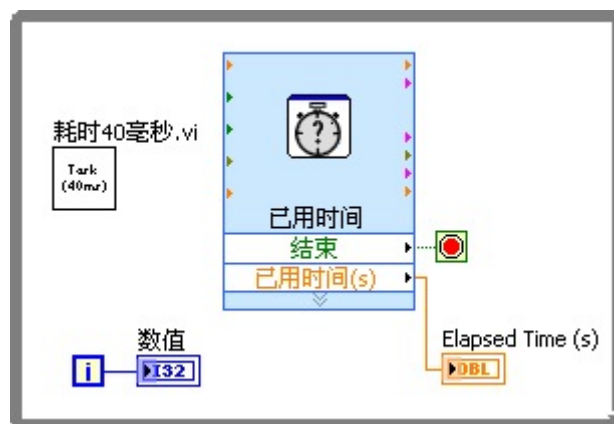 耗时40毫秒.vi
Task
(40ms)
?
已用时间
结束
已用时间(s)
数值
i
I32
Elapsed Time (s)
DBL